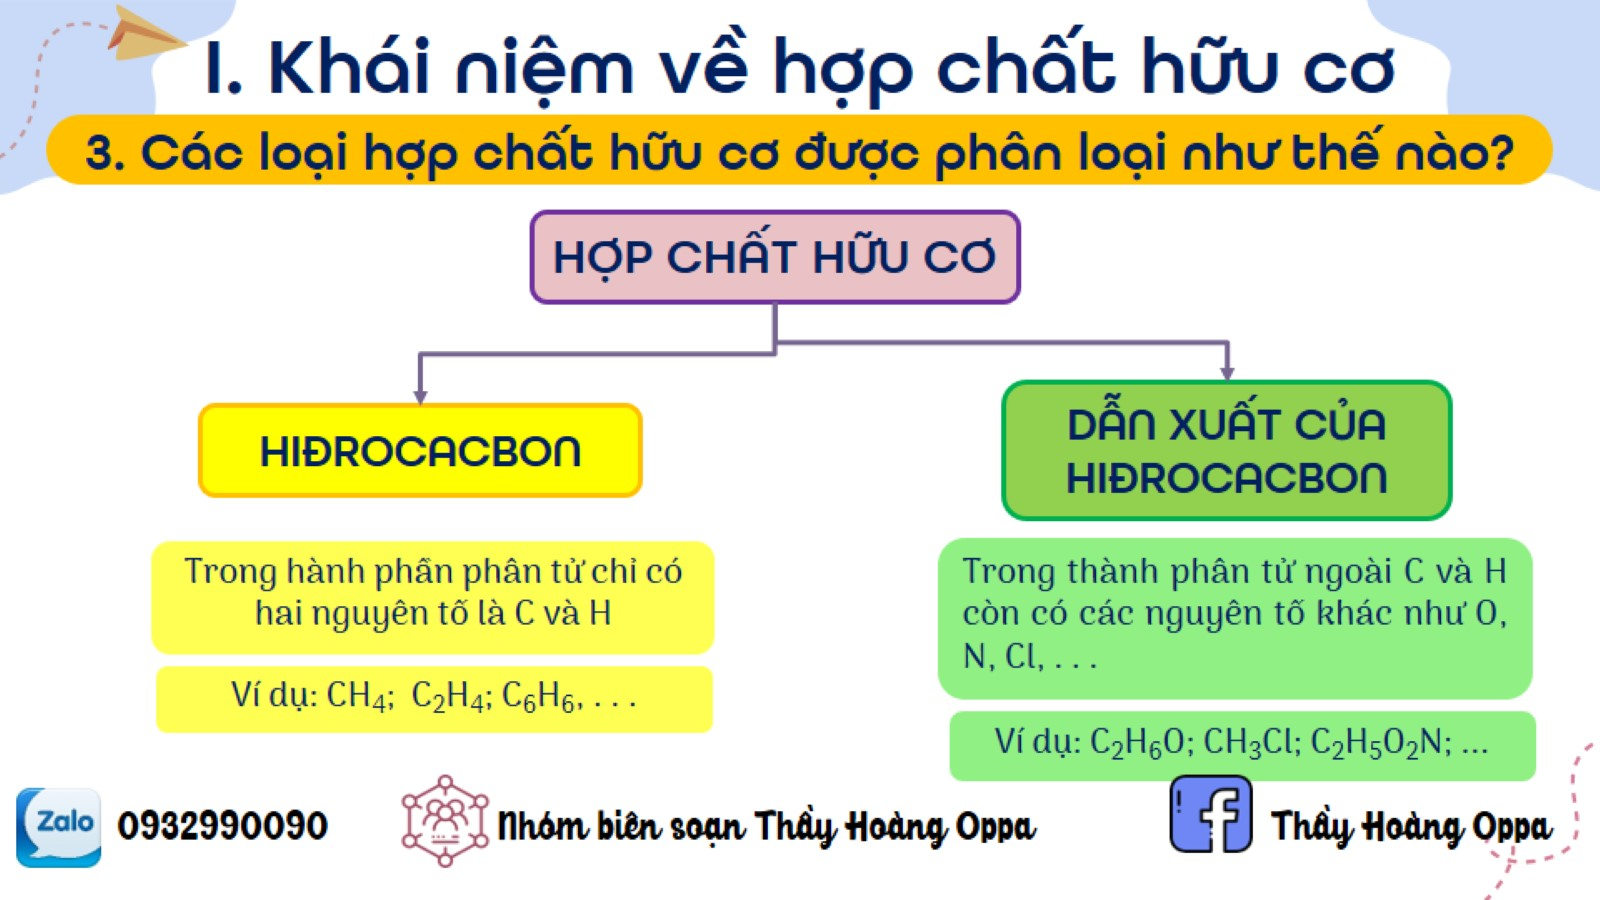 I. Khái niệm về hợp chất hữu cơ
3. Các loại hợp chất hữu cơ được phân loại như thế nào?
HỢP CHẤT HỮU CƠ
HIĐROCACBON
Trong hành phần phân tử chỉ có
hai nguyên tố là C và H
Ví dụ: CH₄; C₂H₄; C₆H₆, . . .
DẪN XUẤT CỦA
HIĐROCACBON
Trong thành phân tử ngoài C và H
còn có các nguyên tố khác như O,
N, Cl, . . .
Ví dụ: C₂H₆O; CH₃Cl; C₂H₅O₂N; ...
Zalo
0932990090
Nhóm biên soạn Thầy Hoàng Oppa
f
Thầy Hoàng Oppa